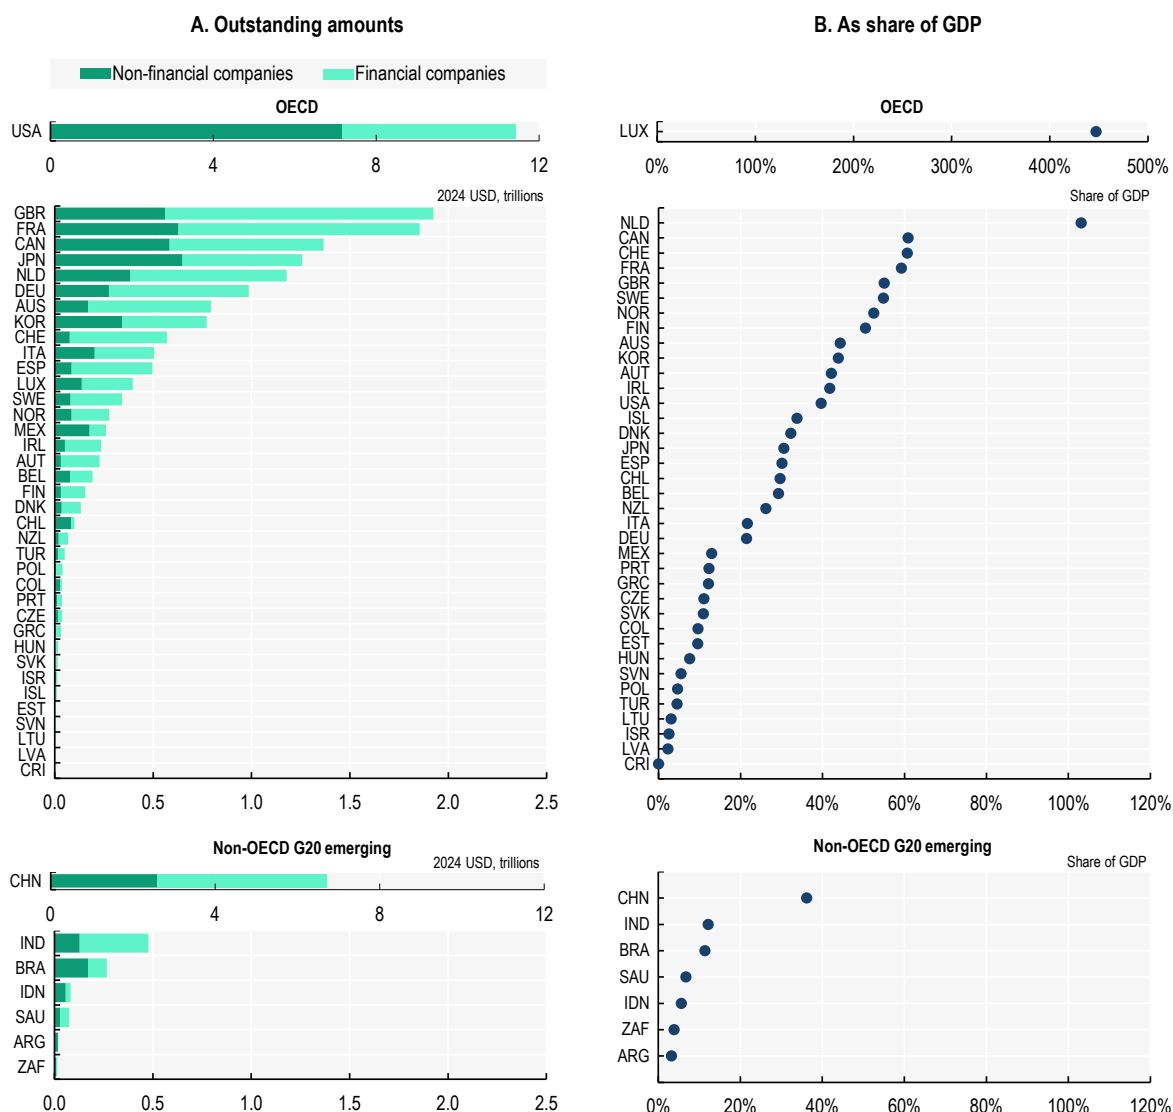 A. Outstanding amounts
Non-financial companies
Financial companies
OECD
USA
0 4 8 12
2024 USD, trillions
GBR
FRA
CAN
JPN
NLD
DEU
AUS
KOR
CHE
ITA
ESP
LUX
SWE
NOR
MEX
IRL
AUT
BEL
FIN
DNK
CHL
NZL
TUR
POL
COL
PRT
CZE
GRC
HUN
SVK
ISR
ISL
EST
SVN
LTU
LVA
CRI
0.0 0.5 1.0 1.5 2.0 2.5
Non-OECD G20 emerging
2024 USD, trillions
CHN
0 4 8 12
IND
BRA
IDN
SAU
ARG
ZAF
0.0 0.5 1.0 1.5 2.0 2.5
B. As share of GDP
OECD
LUX
0% 100% 200% 300% 400% 500%
Share of GDP
NLD
CAN
CHE
FRA
GBR
SWE
NOR
FIN
AUS
KOR
AUT
IRL
USA
ISL
DNK
JPN
ESP
CHL
BEL
NZL
ITA
DEU
MEX
PRT
GRC
CZE
SVK
COL
EST
HUN
SVN
POL
TUR
LTU
ISR
LVA
CRI
0% 20% 40% 60% 80% 100% 120%
Non-OECD G20 emerging
Share of GDP
CHN
IND
BRA
SAU
IDN
ZAF
ARG
0% 20% 40% 60% 80% 100% 120%